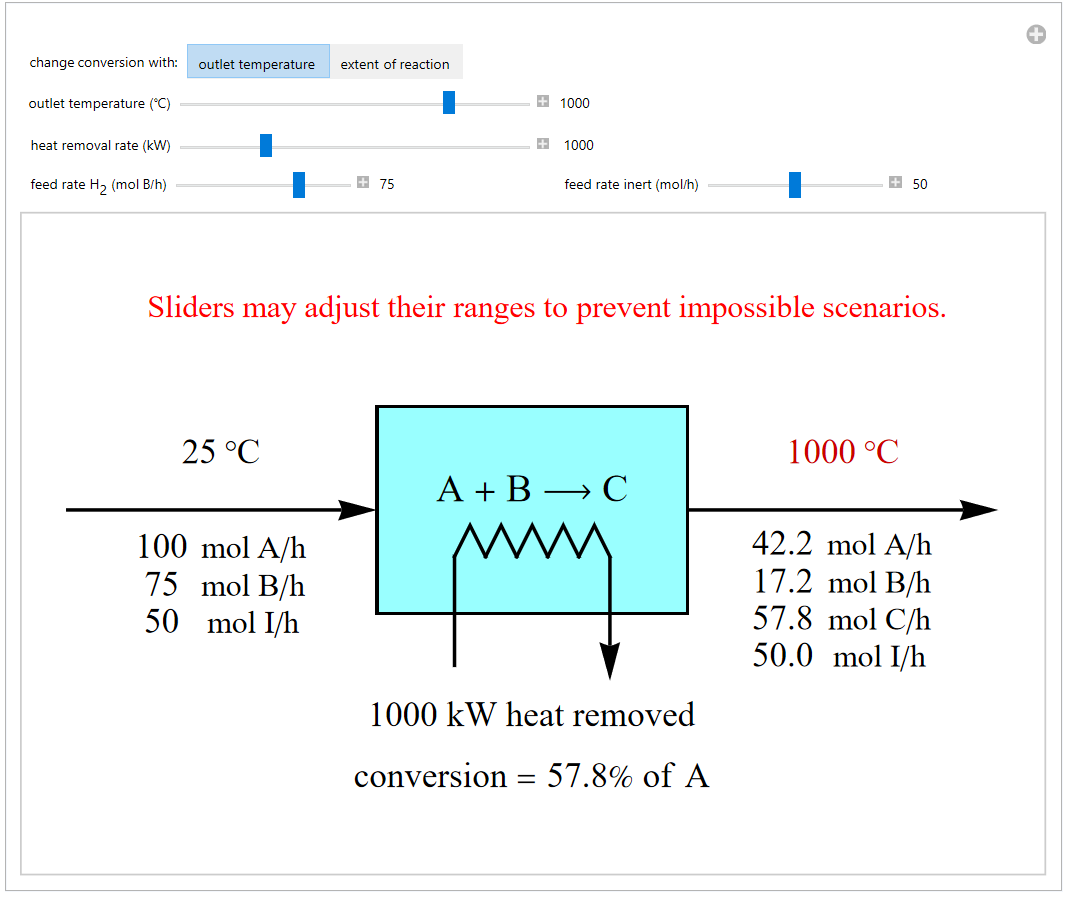 change conversion with: outlet temperature extent of reaction
outlet temperature (°C) 1000
heat removal rate (kW) 1000
feed rate H2 (mol B/h) 75 feed rate inert (mol/h) 50
Sliders may adjust their ranges to prevent impossible scenarios.
25 °C
1000 °C
A + B ⟶ C
100 mol A/h
75 mol B/h
50 mol I/h
42.2 mol A/h
17.2 mol B/h
57.8 mol C/h
50.0 mol I/h
1000 kW heat removed
conversion = 57.8% of A